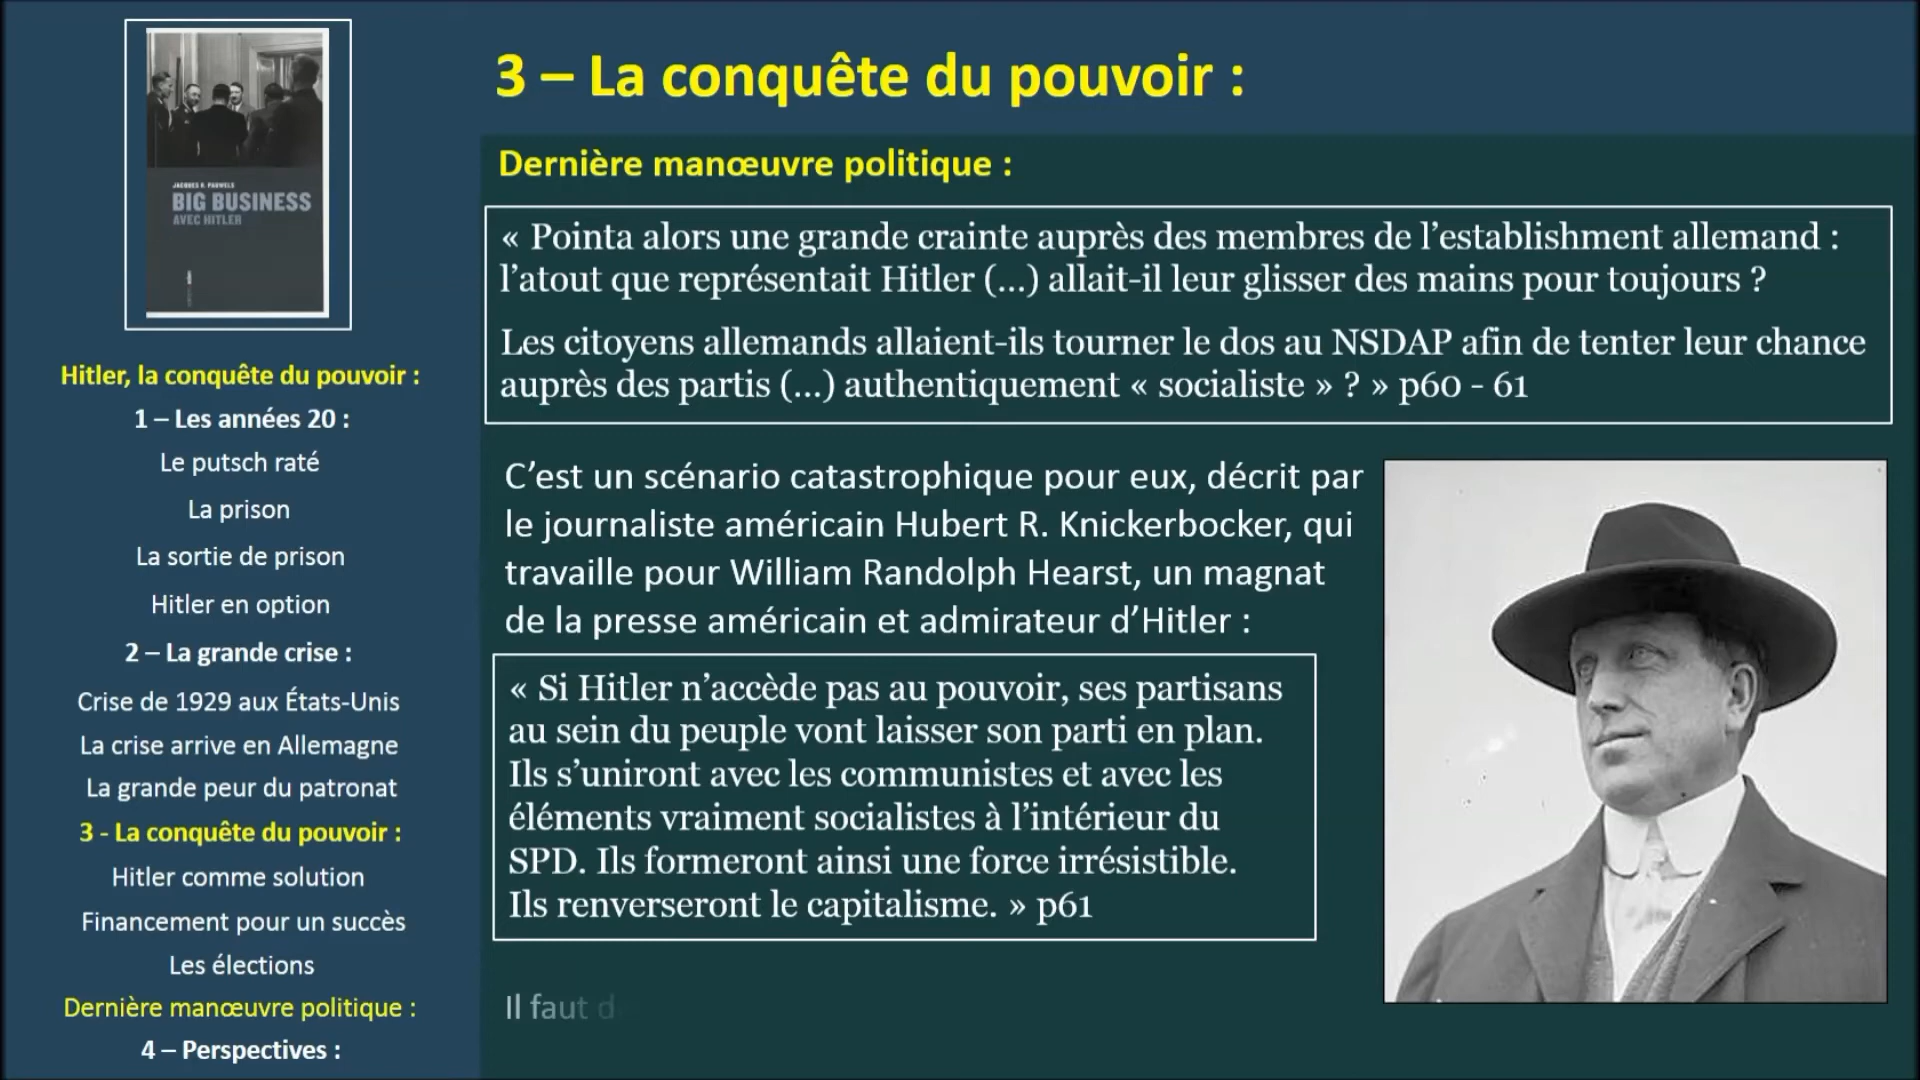 JACQUES R. PAUWELS
BIG BUSINESS
AVEC HITLER
Hitler, la conquête du pouvoir :
1 – Les années 20 :
Le putsch raté
La prison
La sortie de prison
Hitler en option
2 – La grande crise :
Crise de 1929 aux États-Unis
La crise arrive en Allemagne
La grande peur du patronat
3 - La conquête du pouvoir :
Hitler comme solution
Financement pour un succès
Les élections
Dernière manœuvre politique :
4 – Perspectives :
3 – La conquête du pouvoir :
Dernière manœuvre politique :
« Pointa alors une grande crainte auprès des membres de l’establishment allemand :
l’atout que représentait Hitler (…) allait-il leur glisser des mains pour toujours ?
Les citoyens allemands allaient-ils tourner le dos au NSDAP afin de tenter leur chance
auprès des partis (…) authentiquement « socialiste » ? » p60 - 61
C’est un scénario catastrophique pour eux, décrit par
le journaliste américain Hubert R. Knickerbocker, qui
travaille pour William Randolph Hearst, un magnat
de la presse américain et admirateur d’Hitler :
« Si Hitler n’accède pas au pouvoir, ses partisans
au sein du peuple vont laisser son parti en plan.
Ils s’uniront avec les communistes et avec les
éléments vraiment socialistes à l’intérieur du
SPD. Ils formeront ainsi une force irrésistible.
Ils renverseront le capitalisme. » p61
Il faut d